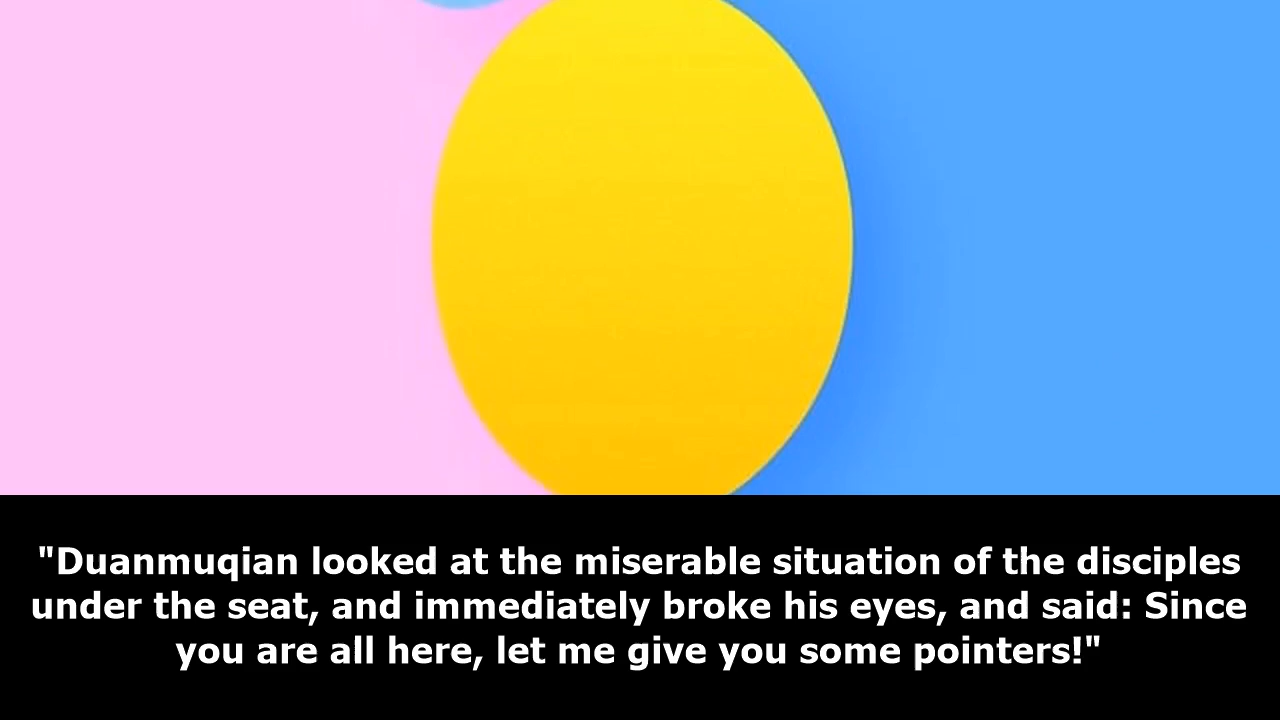 "Duanmuqian looked at the miserable situation of the disciples
under the seat, and immediately broke his eyes, and said: Since
you are all here, let me give you some pointers!"